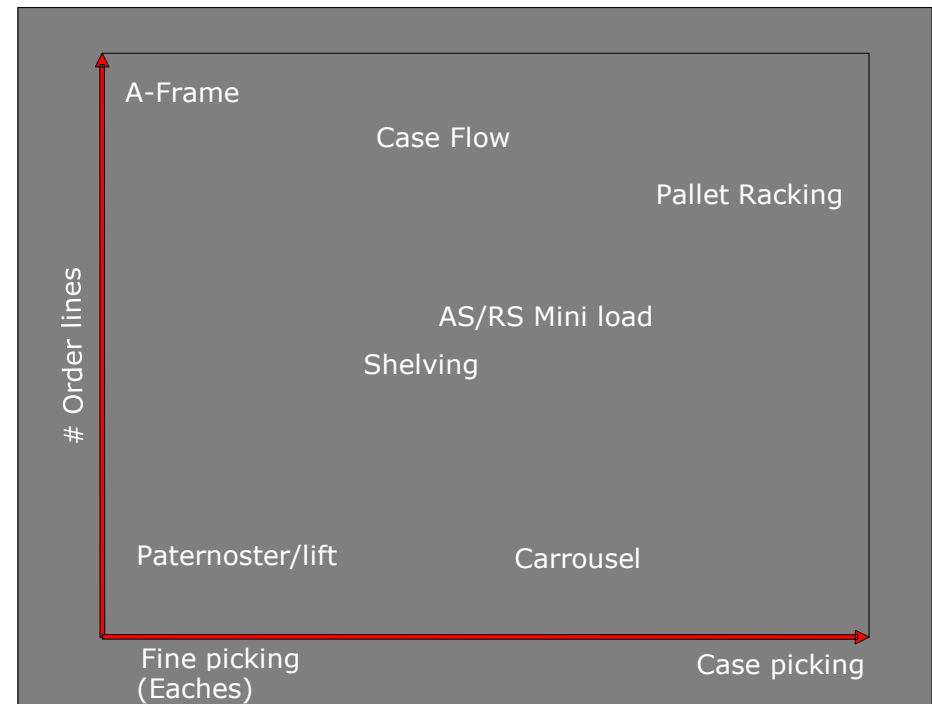 A-Frame
Case Flow
Pallet Racking
# Order lines
AS/RS Mini load
Shelving
Paternoster/lift
Carrousel
Fine picking
(Eaches)
Case picking